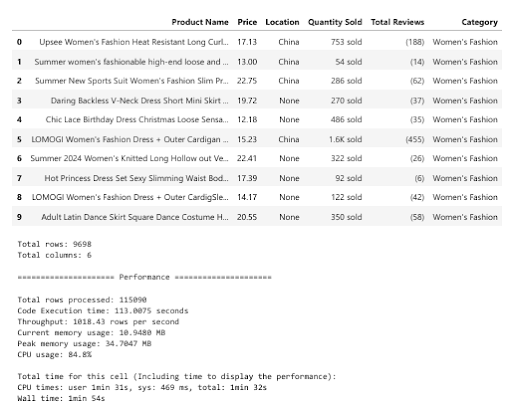 Product Name Price Location Quantity Sold Total Reviews Category
0 Upsee Women's Fashion Heat Resistant Long Curl... 17.13 China 753 sold (188) Women's Fashion
1 Summer women's fashionable high-end loose and ... 13.00 China 54 sold (14) Women's Fashion
2 Summer New Sports Suit Women's Fashion Slim Pr... 22.75 China 286 sold (62) Women's Fashion
3 Daring Backless V-Neck Dress Short Mini Skirt ... 19.72 None 270 sold (37) Women's Fashion
4 Chic Lace Birthday Dress Christmas Loose Dress... 12.18 None 486 sold (35) Women's Fashion
5 LOMOGI Women's Fashion Dress + Outer Cardigan ... 15.23 China 1.6K sold (455) Women's Fashion
6 Summer 2024 Women's Knitted Long Hollow out Ve... 22.41 None 322 sold (26) Women's Fashion
7 Hot Princess Dress Set Sexy Slimming Waist Bod... 17.39 None 92 sold (6) Women's Fashion
8 LOMOGI Women's Fashion Dress + CardigSle... 14.17 None 122 sold (42) Women's Fashion
9 Adult Latin Dance Skirt Square Dance Costume H... 20.55 None 350 sold (58) Women's Fashion
Total rows: 9698
Total columns: 6
===================== Performance =====================
Total rows processed: 115090
Code Execution time: 113.0075 seconds
Throughput: 1018.43 rows per second
Current memory usage: 10.9480 MB
Peak memory usage: 34.7047 MB
CPU usage: 84.8%
Total time for this cell (Including time to display the performance):
CPU times: user 1min 31s, sys: 469 ms, total: 1min 32s
Wall time: 1min 54s